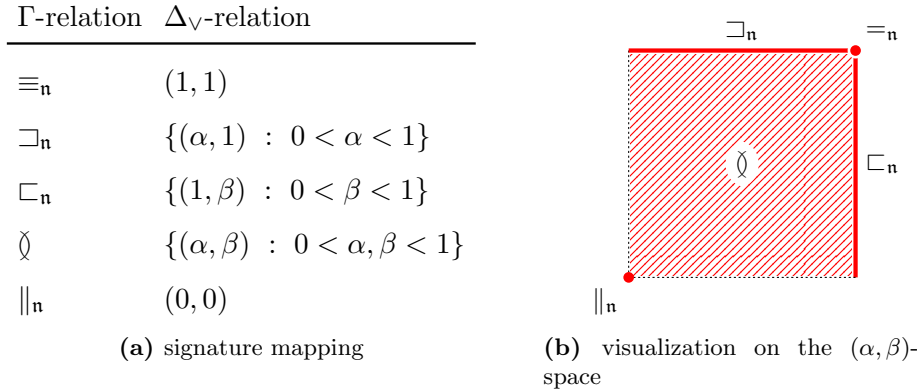 Γ-relation Δ∨-relation
≡𝔫 (1, 1)
⊐𝔫 {(α, 1) : 0 < α < 1}
⊏𝔫 {(1, β) : 0 < β < 1}
≬ {(α, β) : 0 < α, β < 1}
∥𝔫 (0, 0)
(a) signature mapping
⊐𝔫 =𝔫
≬ ⊏𝔫
∥𝔫
(b) visualization on the (α, β)-
space